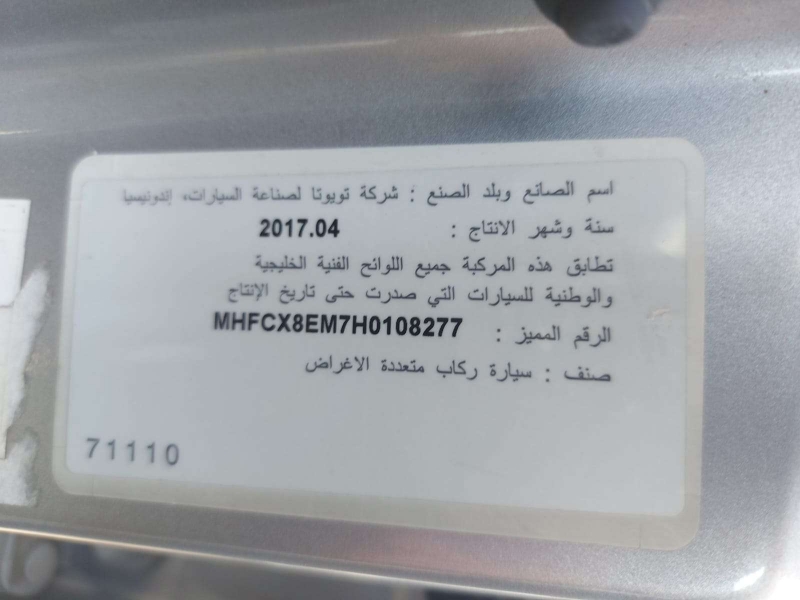 اسم الصانع وبلد الصنع : شركة تويوتا لصناعة السيارات، إندونيسيا
سنة وشهر الانتاج : 2017.04
تطابق هذه المركبة جميع اللوائح الفنية الخليجية
والوطنية للسيارات التي صدرت حتى تاريخ الإنتاج
الرقم المميز : MHFCX8EM7H0108277
صنف : سيارة ركاب متعددة الاغراض
71110